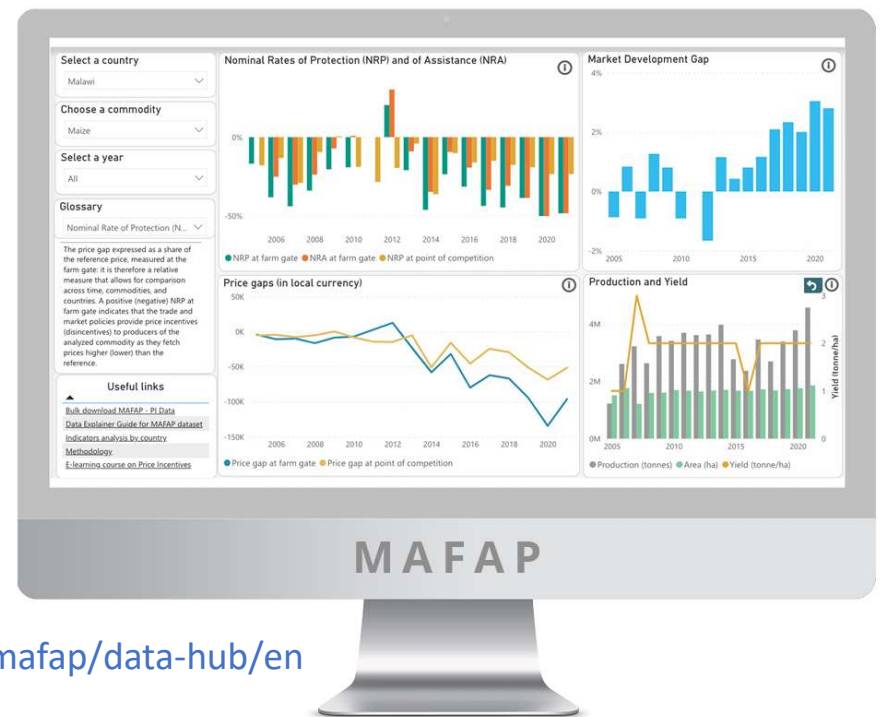 Select a country
Malawi
Choose a commodity
Maize
Select a year
All
Glossary
Nominal Rate of Protection (N...
The price gap expressed as a share of
the reference price, measured at the
farm gate: it is therefore a relative
measure that allows for comparison
across time, commodities, and
countries. A positive (negative) NRP at
farm gate indicates that the trade and
market policies provide price incentives
(disincentives) to producers of the
analyzed commodity as they fetch
prices higher (lower) than the
reference.
Useful links
Bulk download MAFAP - PI Data
Data Explainer Guide for MAFAP dataset
Indicators analysis by country
Methodology
E-learning course on Price Incentives
Nominal Rates of Protection (NRP) and of Assistance (NRA)
0%
-50%
2006 2008 2010 2012 2014 2016 2018 2020
NRP at farm gate NRA at farm gate NRP at point of competition
Price gaps (in local currency)
50K
0K
-50K
-100K
-150K
2006 2008 2010 2012 2014 2016 2018 2020
Price gap at farm gate Price gap at point of competition
Market Development Gap
4%
2%
0%
-2%
2005 2010 2015 2020
Production and Yield
4M
2M
0M
3
2
1
0
Yield (tonne/ha)
2005 2010 2015 2020
Production (tonnes) Area (ha) Yield (tonne/ha)
MAFAP
mafap/data-hub/en